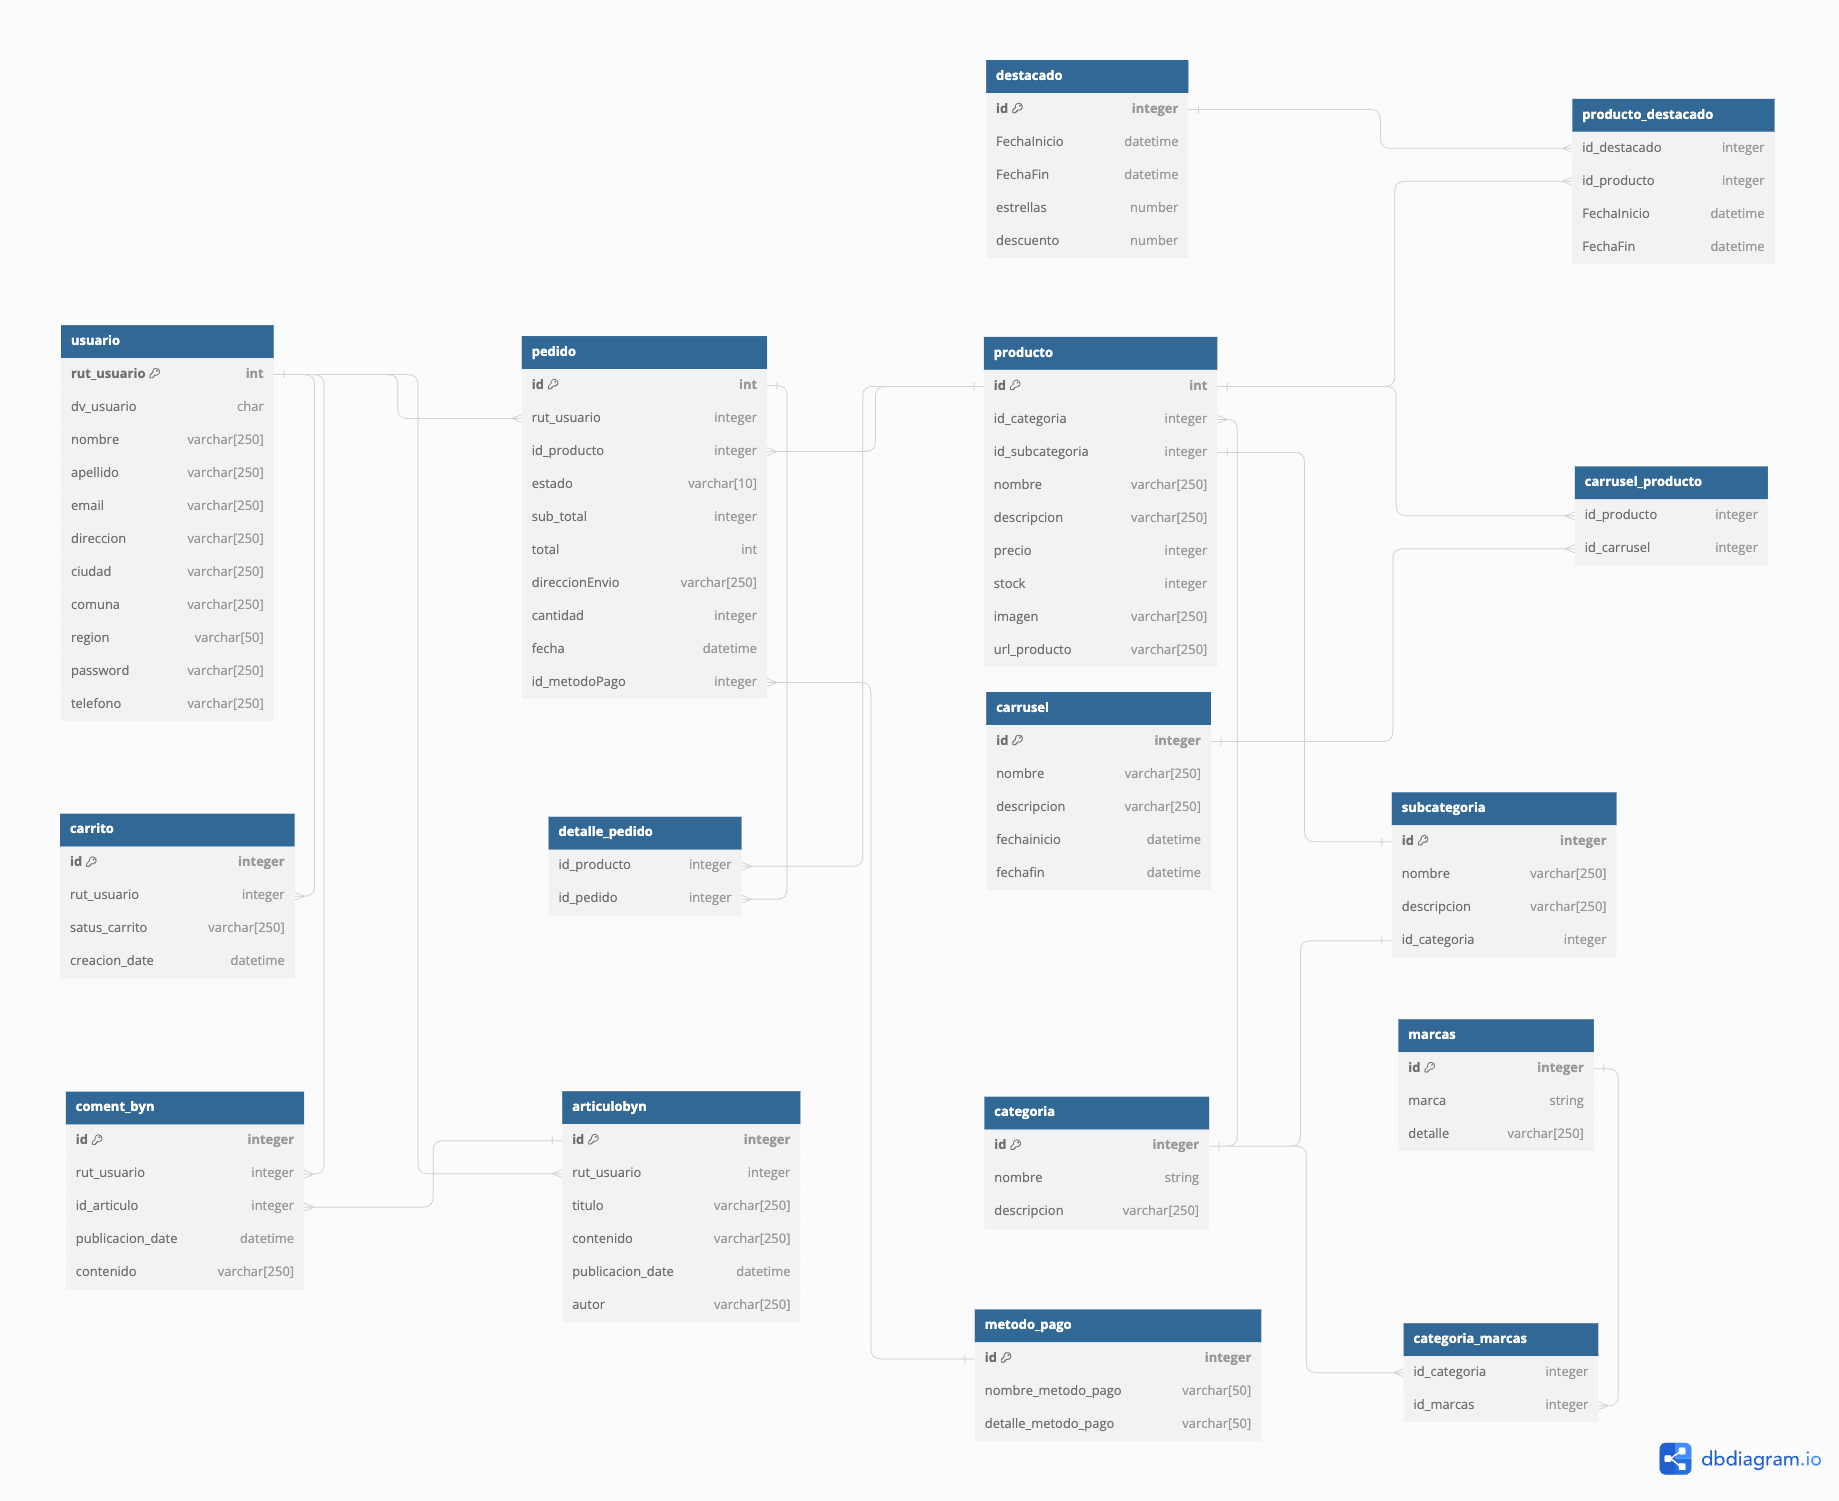 destacado
id integer
FechaInicio datetime
FechaFin datetime
estrellas number
descuento number
producto_destacado
id_destacado integer
id_producto integer
FechaInicio datetime
FechaFin datetime
usuario
rut_usuario int
dv_usuario char
nombre varchar[250]
apellido varchar[250]
email varchar[250]
direccion varchar[250]
ciudad varchar[250]
comuna varchar[250]
region varchar[50]
password varchar[250]
telefono varchar[250]
pedido
id int
rut_usuario integer
id_producto integer
estado varchar[10]
sub_total integer
total int
direccionEnvio varchar[250]
cantidad integer
fecha datetime
id_metodoPago integer
producto
id int
id_categoria integer
id_subcategoria integer
nombre varchar[250]
descripcion varchar[250]
precio integer
stock integer
imagen varchar[250]
url_producto varchar[250]
carrusel_producto
id_producto integer
id_carrusel integer
carrusel
id integer
nombre varchar[250]
descripcion varchar[250]
fechainicio datetime
fechafin datetime
carrito
id integer
rut_usuario integer
satus_carrito varchar[250]
creacion_date datetime
detalle_pedido
id_producto integer
id_pedido integer
subcategoria
id integer
nombre varchar[250]
descripcion varchar[250]
id_categoria integer
marcas
id integer
marca string
detalle varchar[250]
coment_byn
id integer
rut_usuario integer
id_articulo integer
publicacion_date datetime
contenido varchar[250]
articulobyn
id integer
rut_usuario integer
titulo varchar[250]
contenido varchar[250]
publicacion_date datetime
autor varchar[250]
categoria
id integer
nombre string
descripcion varchar[250]
metodo_pago
id integer
nombre_metodo_pago varchar[50]
detalle_metodo_pago varchar[50]
categoria_marcas
id_categoria integer
id_marcas integer
dbdiagram.io